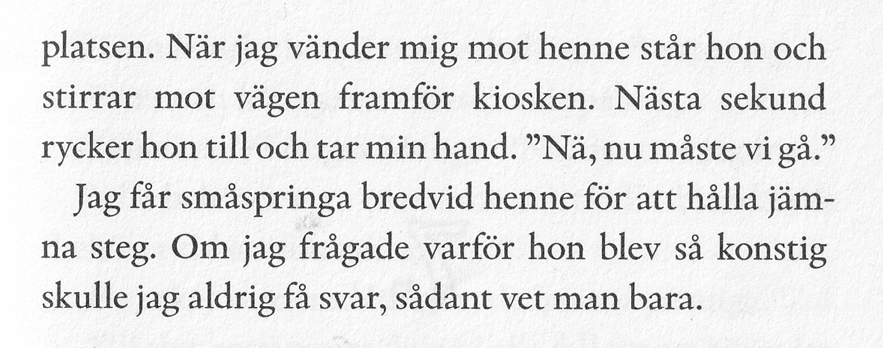 platsen. När jag vänder mig mot henne står hon och
stirrar mot vägen framför kiosken. Nästa sekund
rycker hon till och tar min hand. ”Nä, nu måste vi gå.”
Jag får småspringa bredvid henne för att hålla jäm-
na steg. Om jag frågade varför hon blev så konstig
skulle jag aldrig få svar, sådant vet man bara.